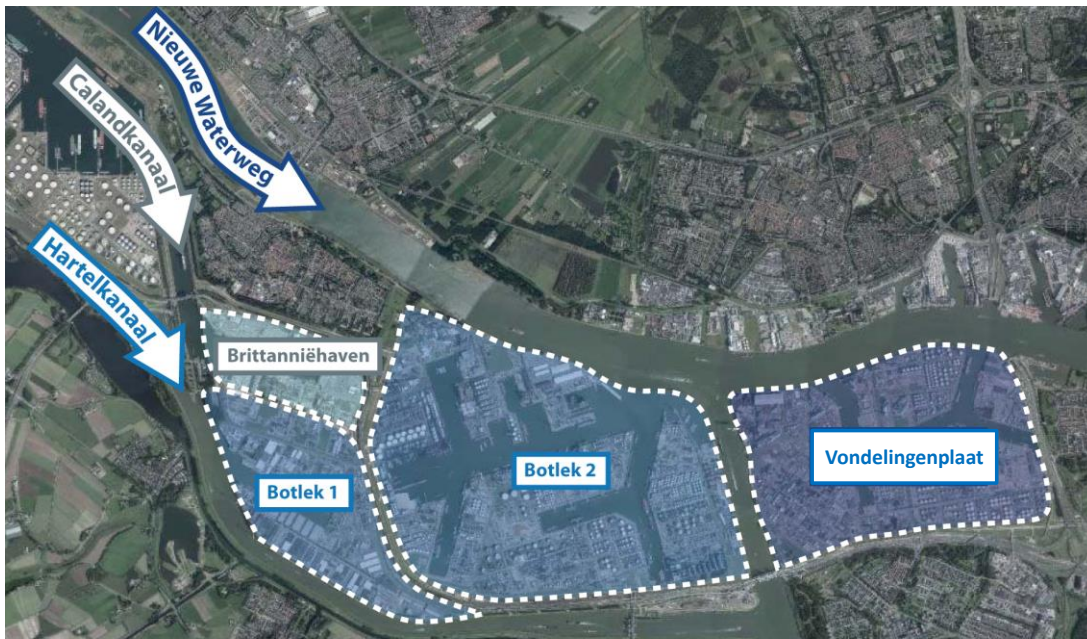 Nieuwe Waterweg
Calandkanaal
Hartelkanaal
Brittanniëhaven
Botlek 1
Botlek 2
Vondelingenplaat